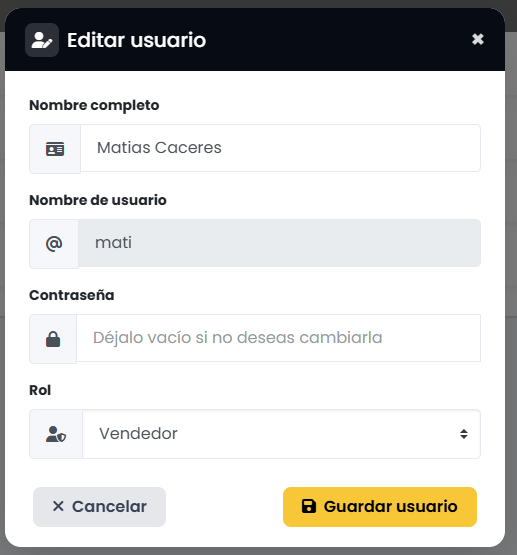 Editar usuario
Nombre completo
Matias Caceres
Nombre de usuario
mati
Contraseña
Déjalo vacío si no deseas cambiarla
Rol
Vendedor
Cancelar
Guardar usuario